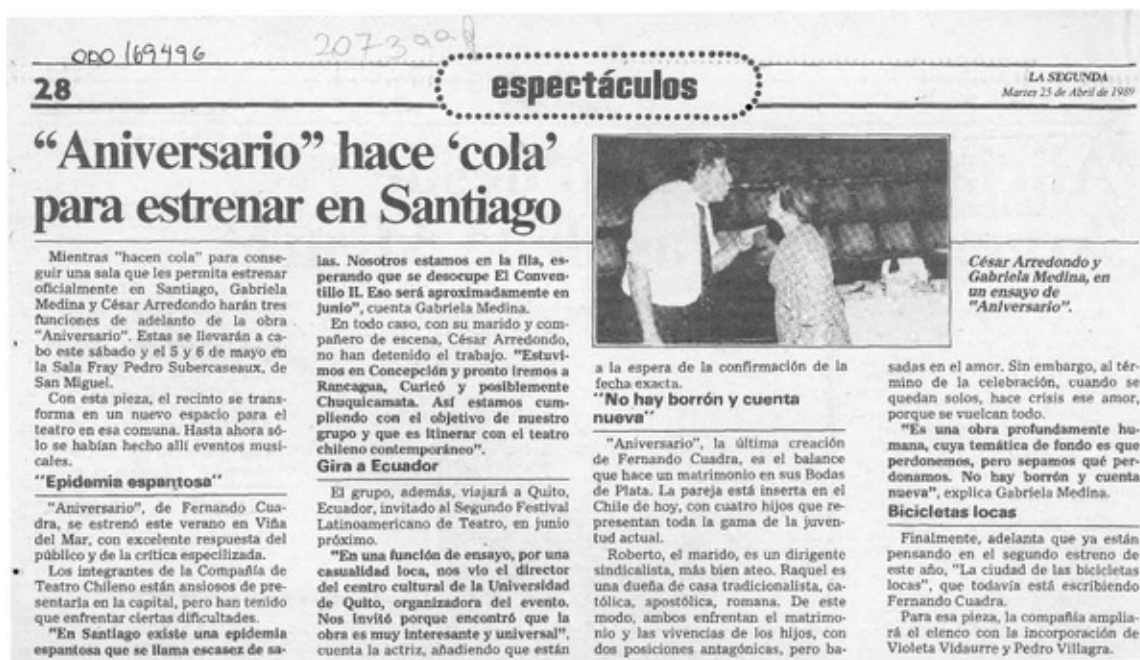 ODO 169496
2073aad
28
espectáculos
LA SEGUNDA
Martes 25 de Abril de 1989
“Aniversario” hace ‘cola’
para estrenar en Santiago
Mientras "hacen cola" para conse-
guir una sala que les permita estrenar
oficialmente en Santiago, Gabriela
Medina y César Arredondo harán tres
funciones de adelanto de la obra
"Aniversario". Estas se llevarán a ca-
bo este sábado y el 5 y 6 de mayo en
la Sala Fray Pedro Subercaseaux, de
San Miguel.
Con esta pieza, el recinto se trans-
forma en un nuevo espacio para el
teatro en esa comuna. Hasta ahora só-
lo se habían hecho allí eventos musi-
cales.
"Epidemia espantosa"
"Aniversario", de Fernando Cua-
dra, se estrenó este verano en Viña
del Mar, con excelente respuesta del
público y de la crítica especilizada.
Los integrantes de la Compañía de
Teatro Chileno están ansiosos de pre-
sentarla en la capital, pero han tenido
que enfrentar ciertas dificultades.
"En Santiago existe una epidemia
espantosa que se llama escasez de sa-
las. Nosotros estamos en la fila, es-
perando que se desocupe El Conven-
tillo II. Eso será aproximadamente en
junio", cuenta Gabriela Medina.
En todo caso, con su marido y com-
pañero de escena, César Arredondo,
no han detenido el trabajo. "Estuvi-
mos en Concepción y pronto iremos a
Rancagua, Curicó y posiblemente
Chuquicamata. Así estamos cum-
pliendo con el objetivo de nuestro
grupo y que es itinerar con el teatro
chileno contemporáneo".
Gira a Ecuador
El grupo, además, viajará a Quito,
Ecuador, invitado al Segundo Festival
Latinoamericano de Teatro, en junio
próximo.
"En una función de ensayo, por una
casualidad loca, nos vio el director
del centro cultural de la Universidad
de Quito, organizadora del evento.
Nos invitó porque encontró que la
obra es muy interesante y universal",
cuenta la actriz, añadiendo que están
César Arredondo y
Gabriela Medina, en
un ensayo de
"Aniversario".
a la espera de la confirmación de la
fecha exacta.
"No hay borrón y cuenta
nueva"
"Aniversario", la última creación
de Fernando Cuadra, es el balance
que hace un matrimonio en sus Bodas
de Plata. La pareja está inserta en el
Chile de hoy, con cuatro hijos que re-
presentan toda la gama de la juven-
tud actual.
Roberto, el marido, es un dirigente
sindicalista, más bien ateo. Raquel es
una dueña de casa tradicionalista, ca-
tólica, apostólica, romana. De este
modo, ambos enfrentan el matrimo-
nio y las vivencias de los hijos, con
dos posiciones antagónicas, pero ba-
sadas en el amor. Sin embargo, al tér-
mino de la celebración, cuando se
quedan solos, hace crisis ese amor,
porque se vuelcan todo.
"Es una obra profundamente hu-
mana, cuya temática de fondo es que
perdonemos, pero sepamos qué per-
donamos. No hay borrón y cuenta
nueva", explica Gabriela Medina.
Bicicletas locas
Finalmente, adelanta que ya están
pensando en el segundo estreno de
este año, "La ciudad de las bicicletas
locas", que todavía está escribiendo
Fernando Cuadra.
Para esa pieza, la compañía amplia-
rá el elenco con la incorporación de
Violeta Vidaurre y Pedro Villagra.